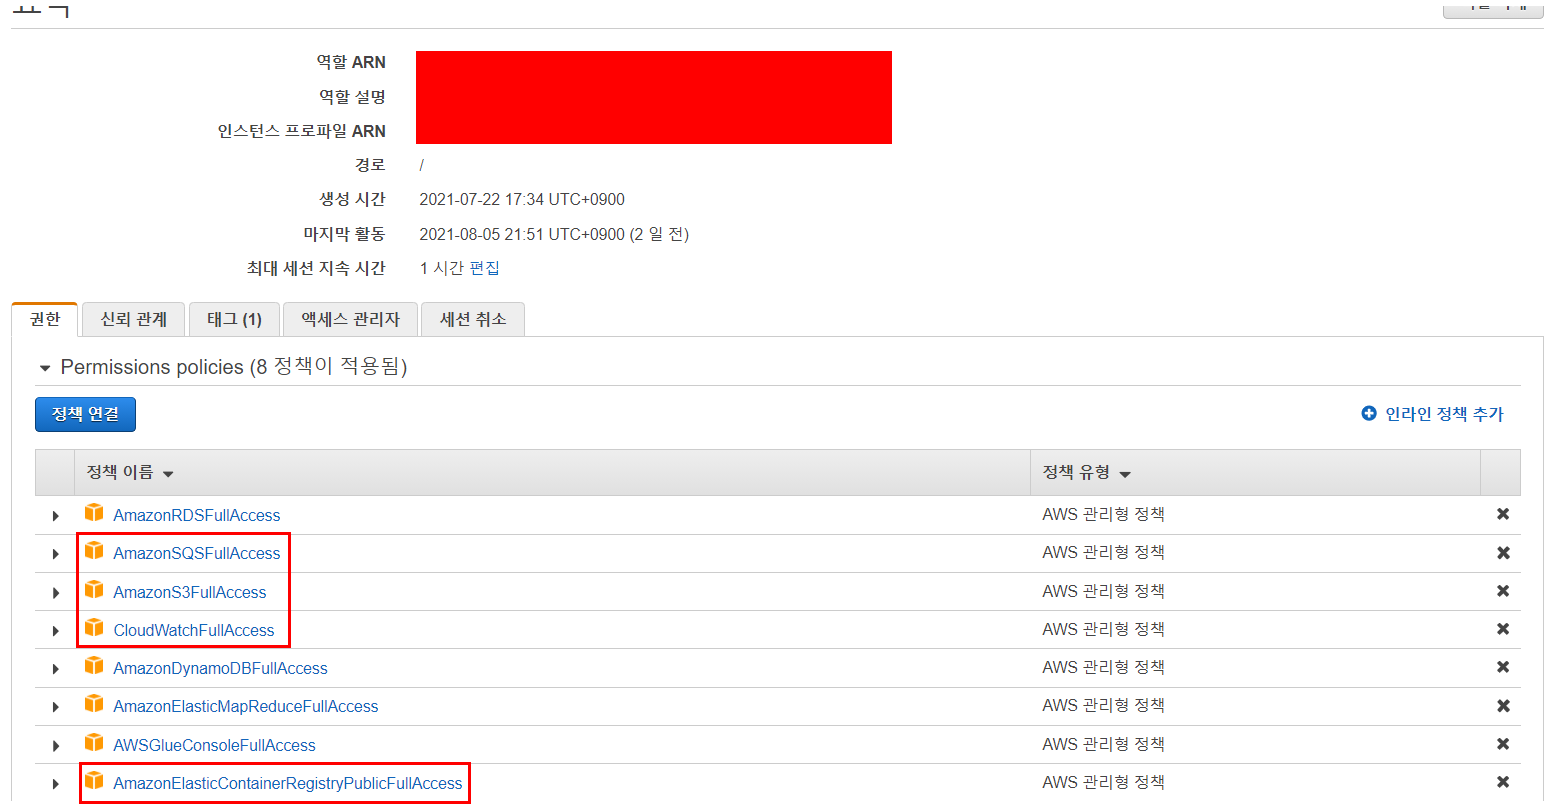 역할 ARN
역할 설명
인스턴스 프로파일 ARN
경로 /
생성 시간 2021-07-22 17:34 UTC+0900
마지막 활동 2021-08-05 21:51 UTC+0900 (2 일 전)
최대 세션 지속 시간 1 시간 편집
권한 신뢰 관계 태그 (1) 액세스 관리자 세션 취소
Permissions policies (8 정책이 적용됨)
정책 연결 인라인 정책 추가
정책 이름 정책 유형
AmazonRDSFullAccess AWS 관리형 정책
AmazonSQSFullAccess AWS 관리형 정책
AmazonS3FullAccess AWS 관리형 정책
CloudWatchFullAccess AWS 관리형 정책
AmazonDynamoDBFullAccess AWS 관리형 정책
AmazonElasticMapReduceFullAccess AWS 관리형 정책
AWSGlueConsoleFullAccess AWS 관리형 정책
AmazonElasticContainerRegistryPublicFullAccess AWS 관리형 정책